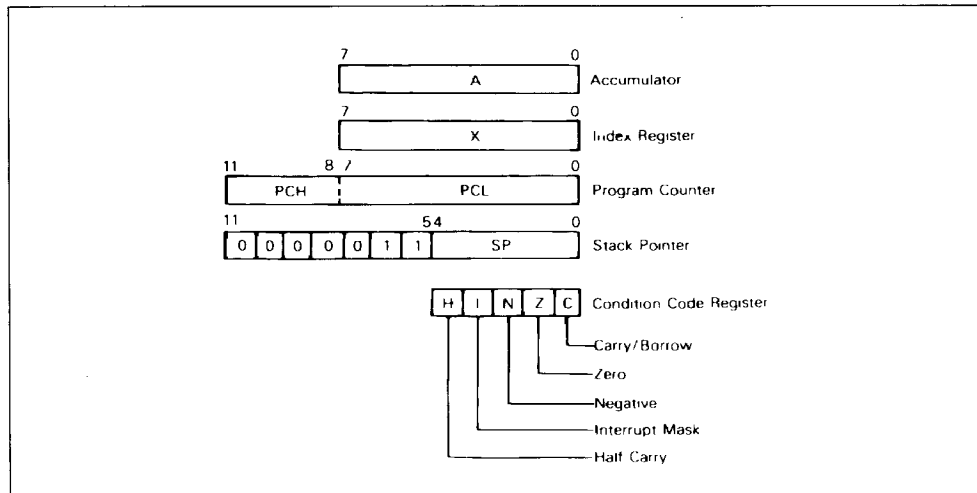 7 0
A Accumulator
7 0
X Index Register
11 8 7 0
PCH PCL Program Counter
11 5 4 0
0 0 0 0 0 1 1 SP Stack Pointer
H I N Z C Condition Code Register
Carry/Borrow
Zero
Negative
Interrupt Mask
Half Carry